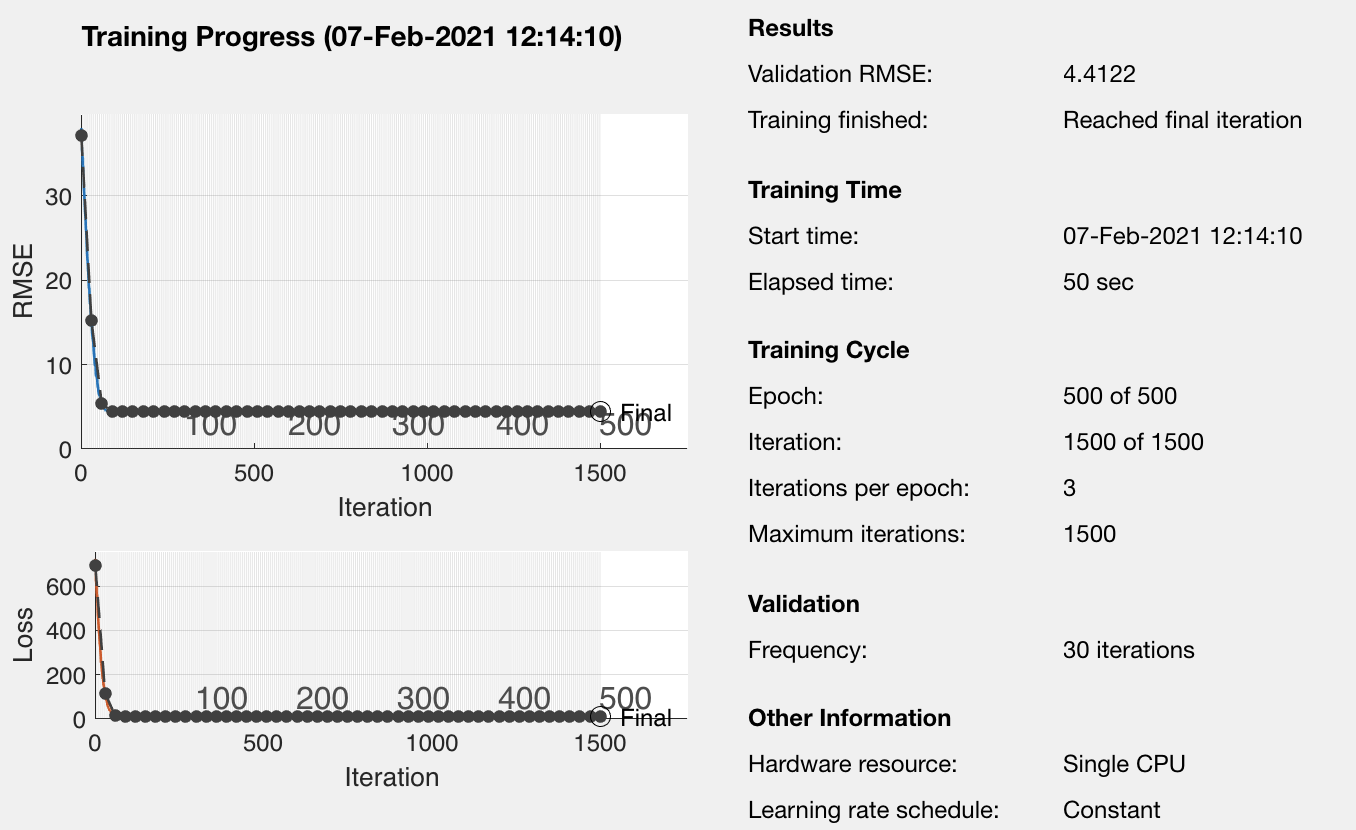 Training Progress (07-Feb-2021 12:14:10)
30
20
10
0
RMSE
100 200 300 400 500
Final
0 500 1000 1500
Iteration
600
400
200
0
Loss
100 200 300 400 500
Final
0 500 1000 1500
Iteration
Results
Validation RMSE: 4.4122
Training finished: Reached final iteration
Training Time
Start time: 07-Feb-2021 12:14:10
Elapsed time: 50 sec
Training Cycle
Epoch: 500 of 500
Iteration: 1500 of 1500
Iterations per epoch: 3
Maximum iterations: 1500
Validation
Frequency: 30 iterations
Other Information
Hardware resource: Single CPU
Learning rate schedule: Constant